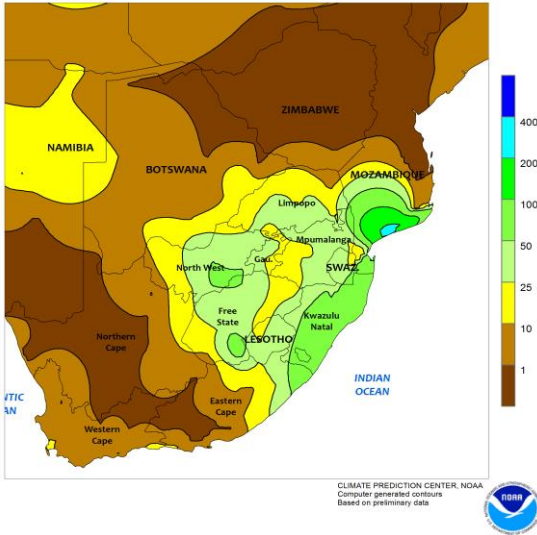 ZIMBABWE
NAMIBIA
BOTSWANA
MOZAMBIQUE
Limpopo
Mpumalanga
Gau.
North West
SWAZ.
Free
State
Kwazulu
Natal
LESOTHO
Northern
Cape
Eastern
Cape
Western
Cape
INDIAN
OCEAN
NTIC
AN
400
200
100
50
25
10
1
CLIMATE PREDICTION CENTER, NOAA
Computer generated contours
Based on preliminary data
NOAA